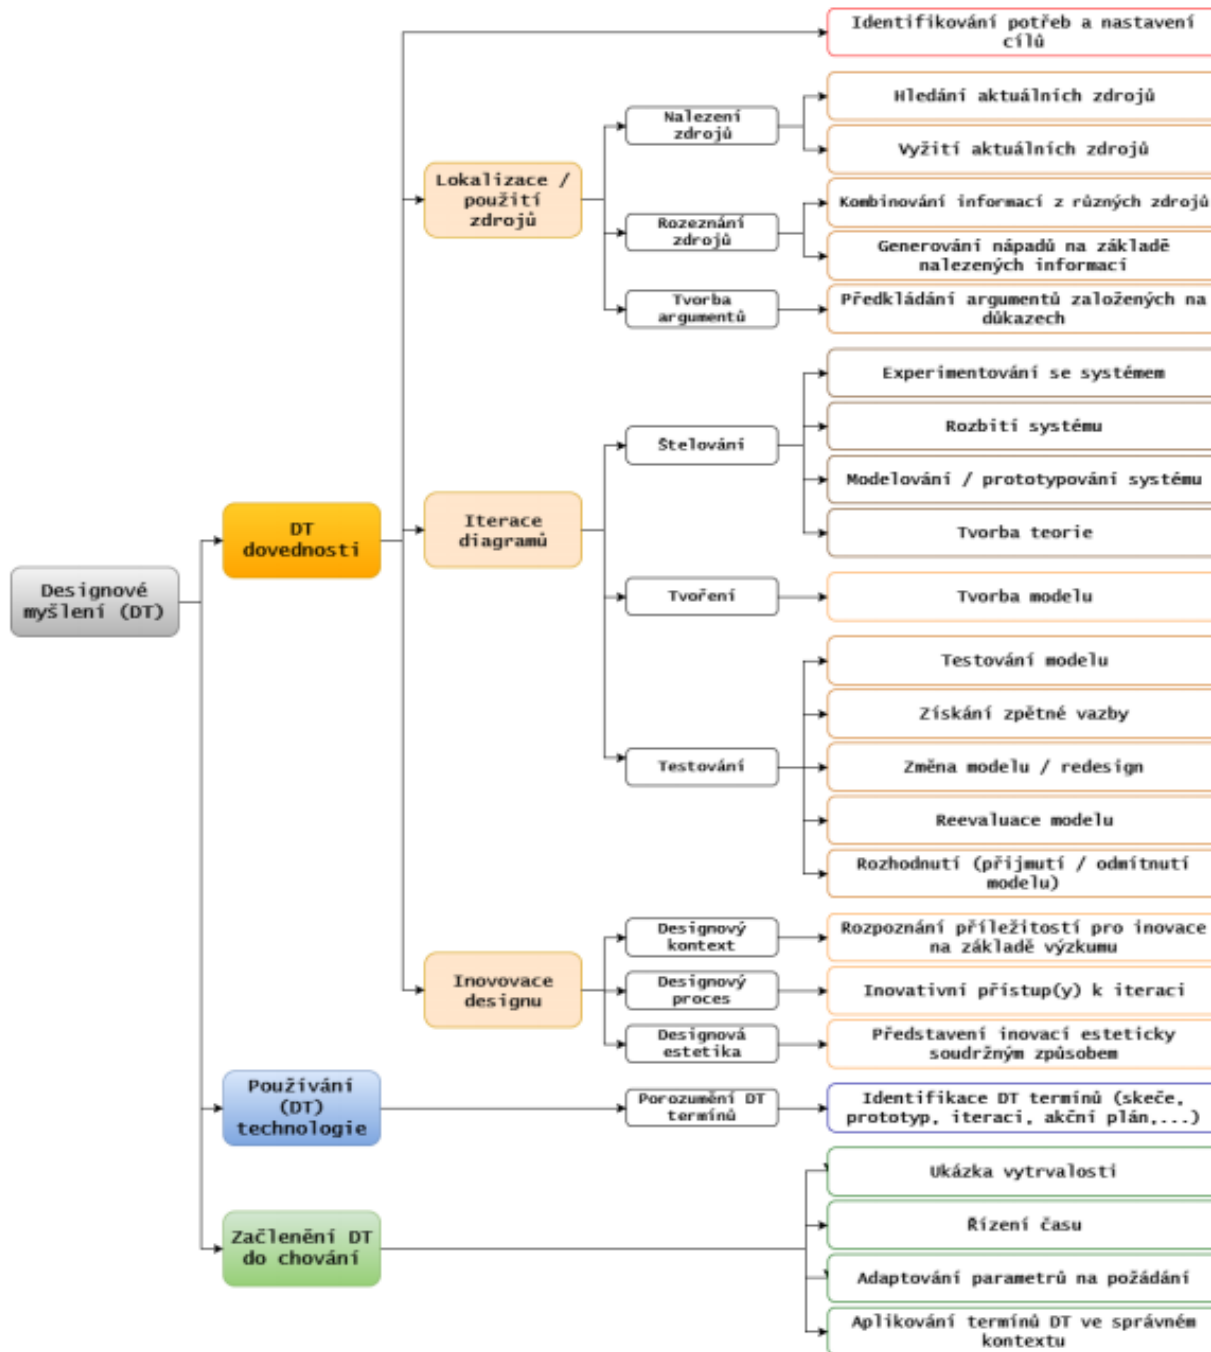 Identifikování potřeb a nastavení
cílů
Nalezení
zdrojů
Hledání aktuálních zdrojů
Vyžití aktuálních zdrojů
Lokalizace /
použití
zdrojů
Rozeznání
zdrojů
Kombinování informací z různých zdrojů
Generování nápadů na základě
nalezených informací
Tvorba
argumentů
Předkládání argumentů založených na
důkazech
Štelování
Experimentování se systémem
Rozbití systému
Modelování / prototypování systému
Tvorba teorie
Designové
myšlení (DT)
DT
dovednosti
Iterace
diagramů
Tvoření
Tvorba modelu
Testování
Testování modelu
Získání zpětné vazby
Změna modelu / redesign
Reevaluace modelu
Rozhodnutí (přijmutí / odmítnutí
modelu)
Inovovace
designu
Designový
kontext
Rozpoznání příležitostí pro inovace
na základě výzkumu
Designový
proces
Inovativní přístup(y) k iteraci
Designová
estetika
Představení inovací esteticky
soudržným způsobem
Používání
(DT)
technologie
Porozumění DT
termínů
Identifikace DT termínů (skeče,
prototyp, iteraci, akční plán,...)
Začlenění DT
do chování
Ukázka vytrvalosti
Řízení času
Adaptování parametrů na požádání
Aplikování termínů DT ve správném
kontextu